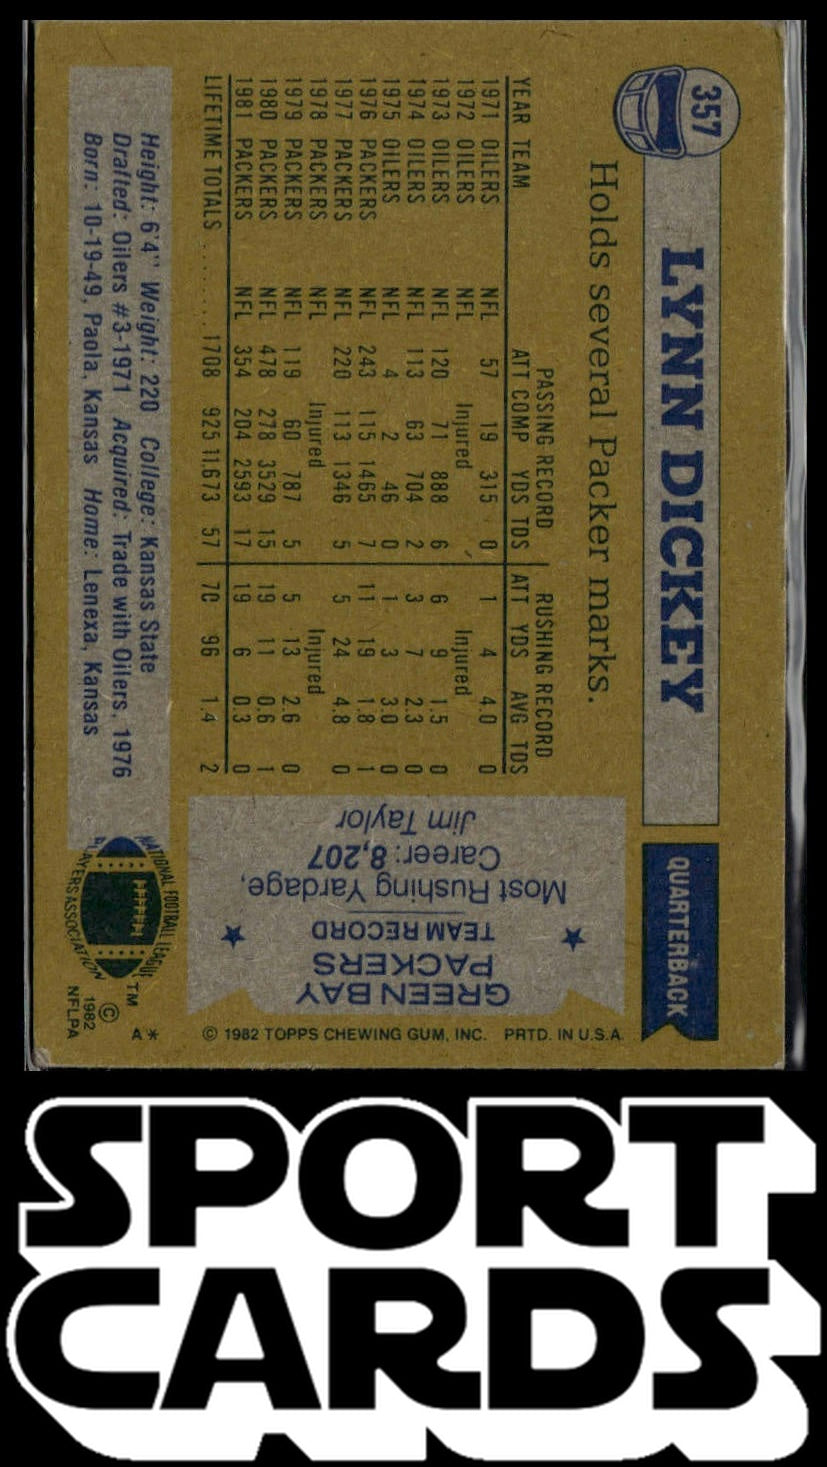 357
LYNN DICKEY
QUARTERBACK
Holds several Packer marks.
PASSING RECORD RUSHING RECORD
YEAR TEAM ATT COMP YDS TDS ATT YDS AVG TDS
1971 OILERS NFL 57 19 315 0 1 4 4.0 0
1972 OILERS NFL Injured Injured
1973 OILERS NFL 120 71 888 6 6 9 1.5 0
1974 OILERS NFL 113 63 704 2 3 7 2.3 0
1975 OILERS NFL 4 2 46 0 1 3 3.0 0
1976 PACKERS NFL 243 115 1465 7 11 19 1.8 1
1977 PACKERS NFL 220 113 1346 5 5 24 4.8 0
1978 PACKERS NFL Injured Injured
1979 PACKERS NFL 119 60 787 5 5 13 2.6 0
1980 PACKERS NFL 478 278 3529 15 19 11 0.6 1
1981 PACKERS NFL 354 204 2593 17 19 6 0.3 0
LIFETIME TOTALS ........ 1708 925 11,673 57 70 96 1.4 2
Height: 6'4" Weight: 220 College: Kansas State
Drafted: Oilers #3-1971 Acquired: Trade with Oilers, 1976
Born: 10-19-49, Paola, Kansas Home: Lenexa, Kansas
GREEN BAY
PACKERS
TEAM RECORD
Most Rushing Yardage,
Career: 8,207
Jim Taylor
NATIONAL FOOTBALL LEAGUE
PLAYERS ASSOCIATION
TM
©
1982
NFLPA
A*
© 1982 TOPPS CHEWING GUM, INC. PRTD. IN U.S.A.
SPORT
CARDS